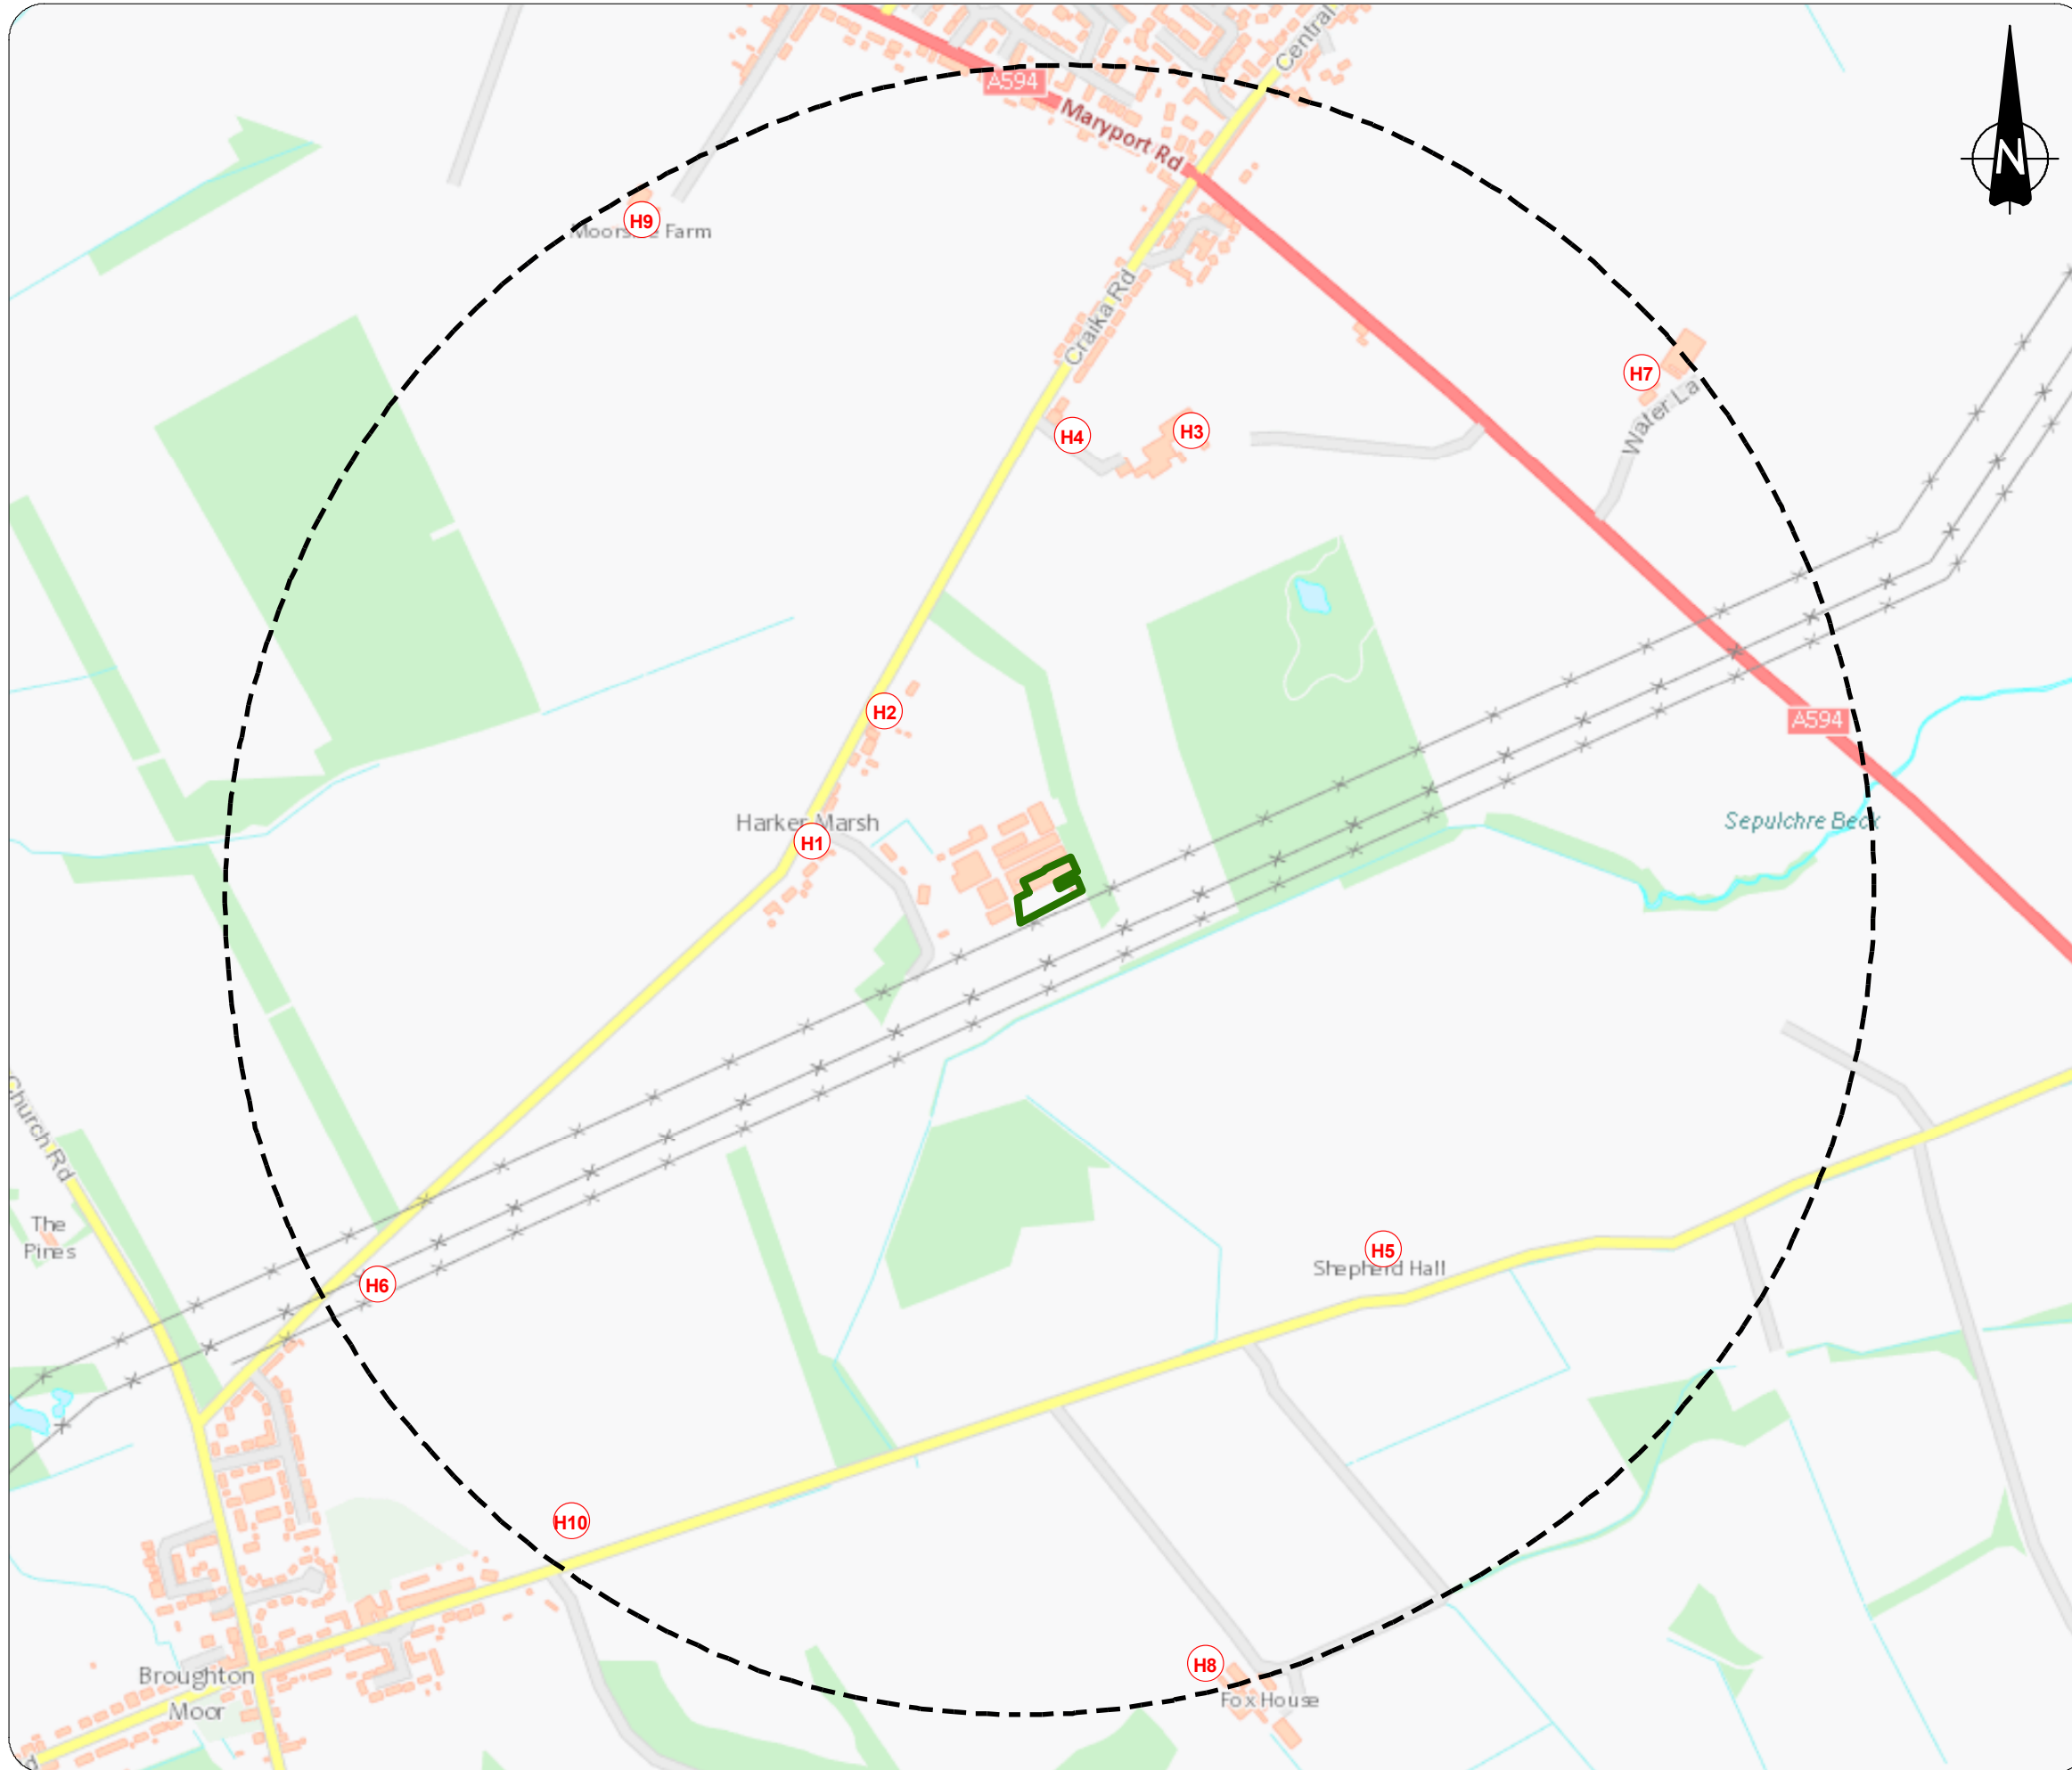 Central
A594
Maryport Rd
N
H9
Moorside Farm
Craika Rd
H7
Water La
H4
H3
H2
A594
Harker Marsh
H1
Sepulchre Beck
Church Rd
The
Pines
H5
Shepherd Hall
H6
H10
H8
Fox House
Broughton
Moor